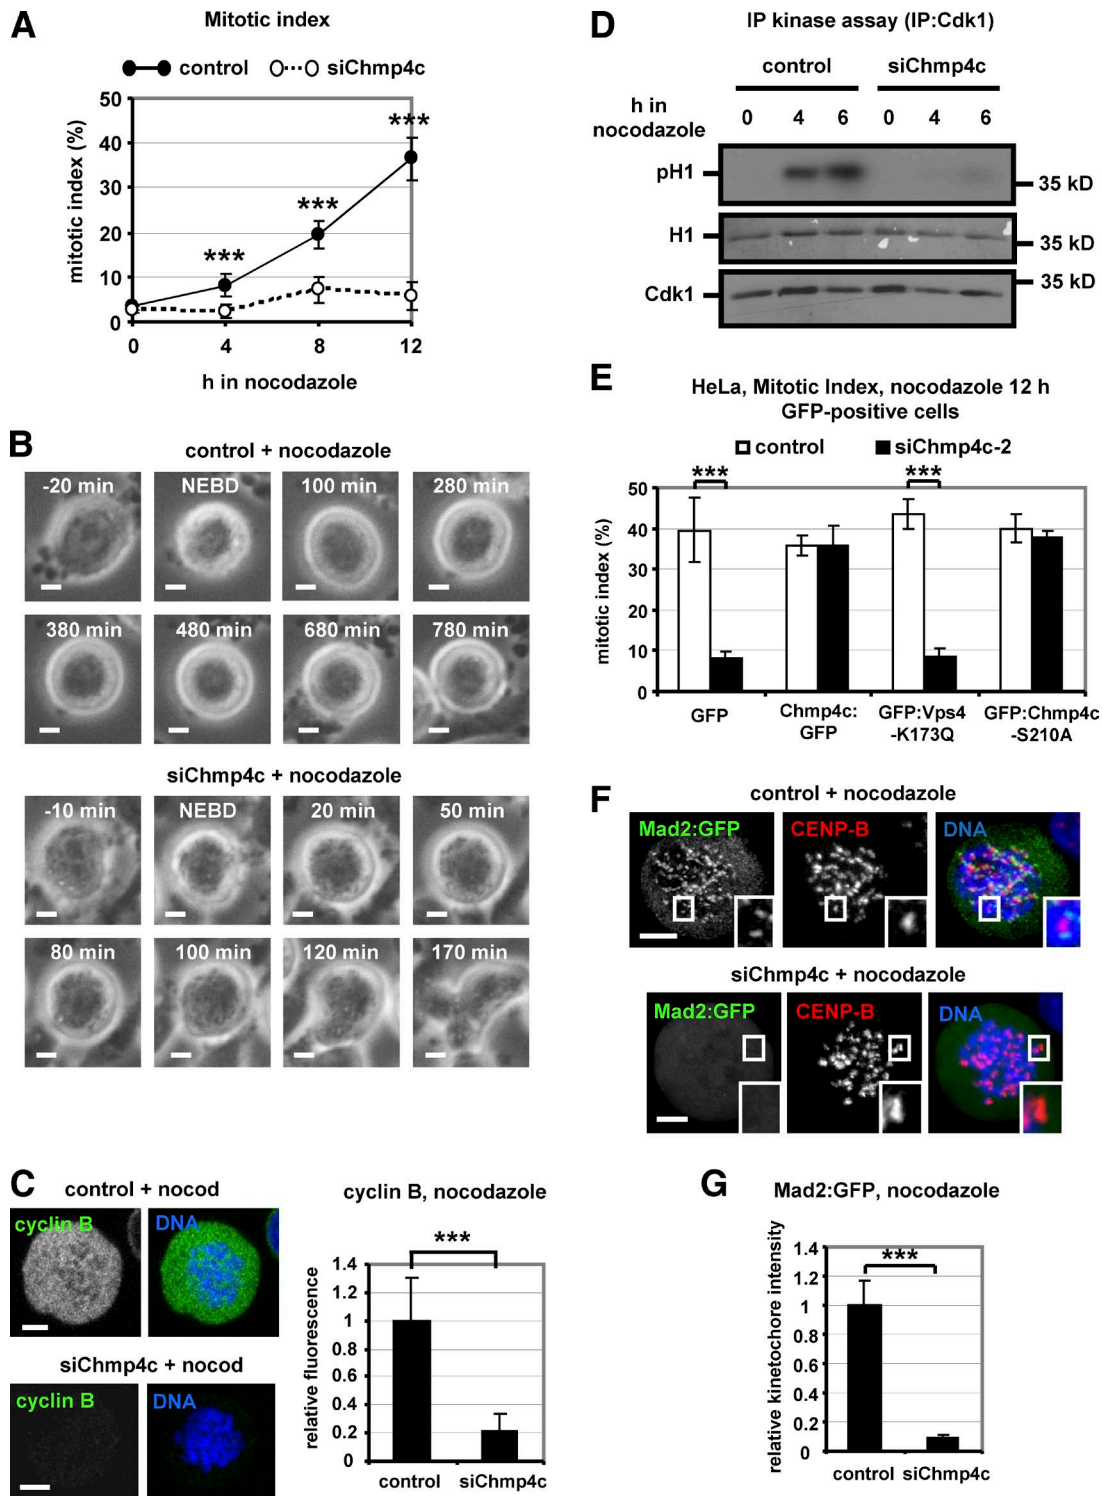 A
Mitotic index
control
siChmp4c
mitotic index (%)
50
40
30
20
10
0
***
***
***
0 4 8 12
h in nocodazole
B
control + nocodazole
-20 min NEBD 100 min 280 min
380 min 480 min 680 min 780 min
siChmp4c + nocodazole
-10 min NEBD 20 min 50 min
80 min 100 min 120 min 170 min
C
control + nocod
cyclin B DNA
siChmp4c + nocod
cyclin B DNA
cyclin B, nocodazole
relative fluorescence
1.4
1.2
1
0.8
0.6
0.4
0.2
0
***
control siChmp4c
D
IP kinase assay (IP:Cdk1)
control siChmp4c
h in
nocodazole
0 4 6 0 4 6
pH1
35 kD
H1
35 kD
35 kD
Cdk1
E
HeLa, Mitotic Index, nocodazole 12 h
GFP-positive cells
control siChmp4c-2
mitotic index (%)
50
40
30
20
10
0
*** ***
GFP
Chmp4c:
GFP
GFP:Vps4
-K173Q
GFP:Chmp4c
-S210A
F
control + nocodazole
Mad2:GFP CENP-B DNA
siChmp4c + nocodazole
Mad2:GFP CENP-B DNA
G
Mad2:GFP, nocodazole
relative kinetochore intensity
1.4
1.2
1
0.8
0.6
0.4
0.2
0
***
control siChmp4c